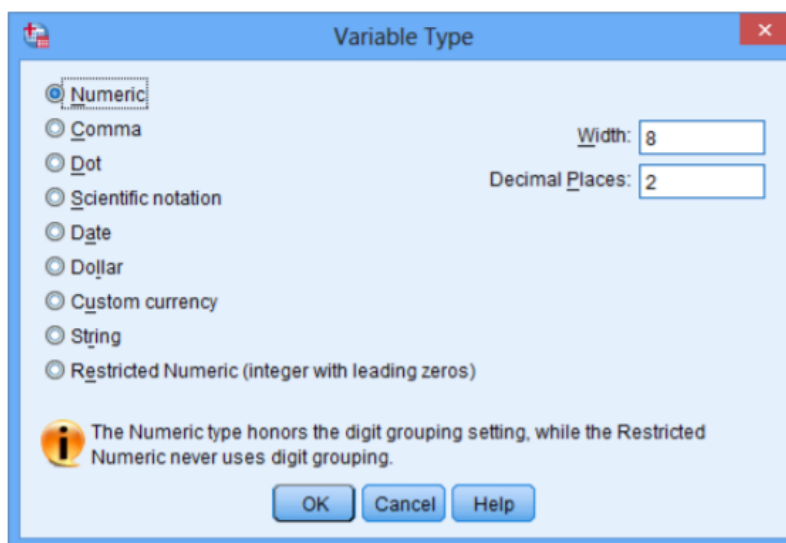 Variable Type
Numeric
Comma
Dot
Scientific notation
Date
Dollar
Custom currency
String
Restricted Numeric (integer with leading zeros)
Width: 8
Decimal Places: 2
The Numeric type honors the digit grouping setting, while the Restricted
Numeric never uses digit grouping.
OK Cancel Help